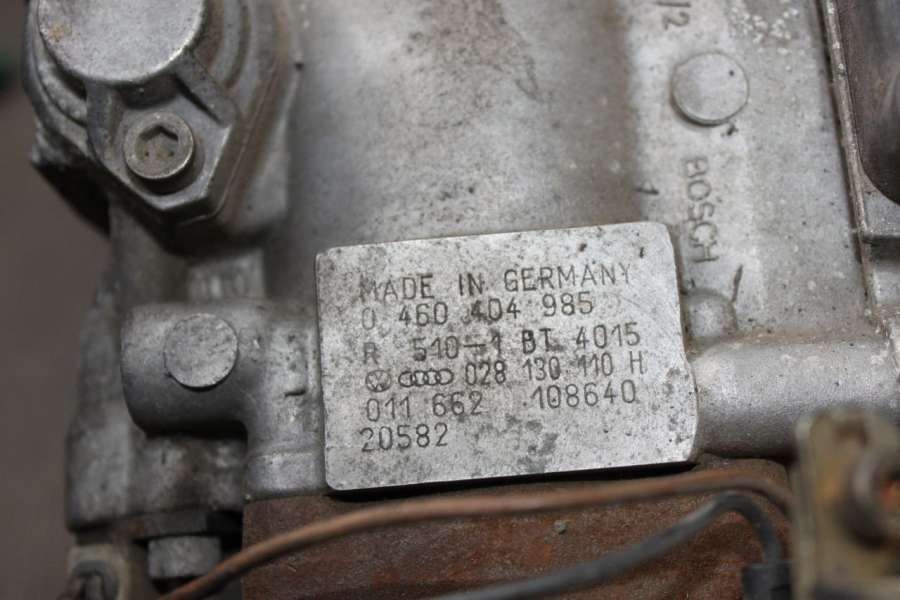 /2
BOSCH
MADE IN GERMANY
0 460 404 985
R 510-1 BT 4015
028 130 110 H
011 662 108640
20582